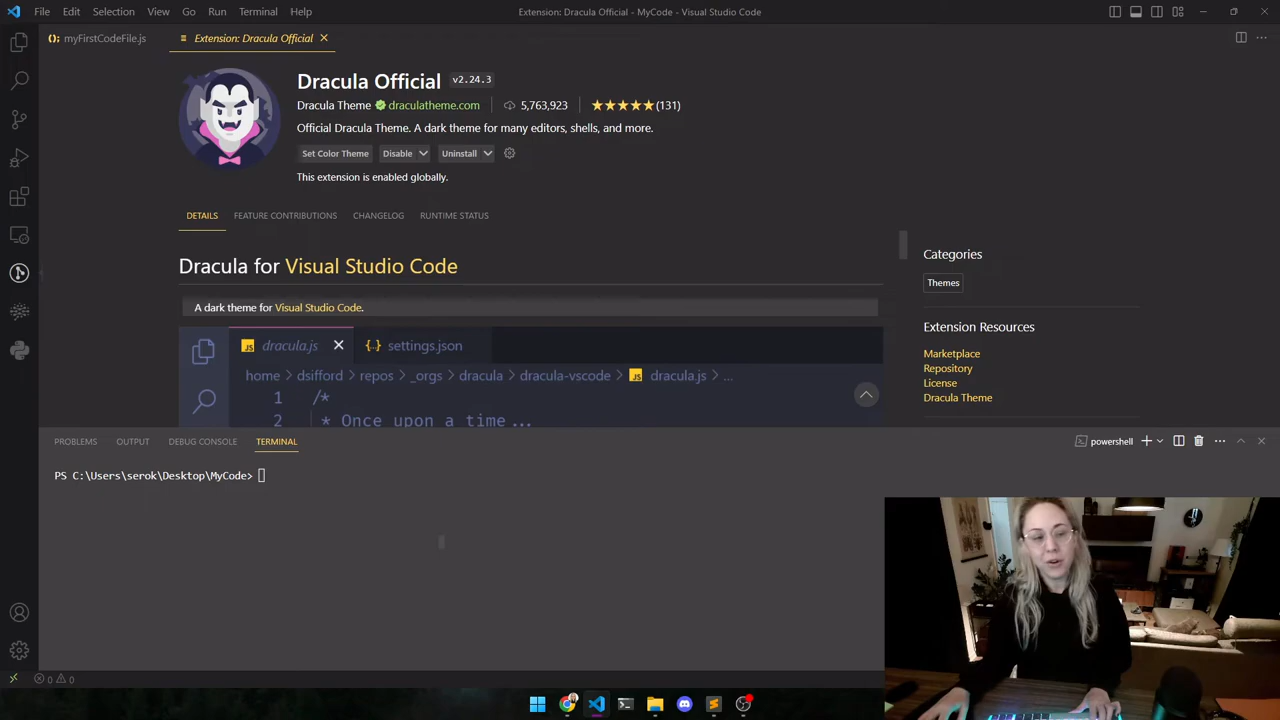 File Edit Selection View Go Run Terminal Help
Extension: Dracula Official - MyCode - Visual Studio Code
myFirstCodeFile.js
Extension: Dracula Official
Dracula Official v2.24.3
Dracula Theme draculatheme.com 5,763,923 (131)
Official Dracula Theme. A dark theme for many editors, shells, and more.
Set Color Theme Disable Uninstall
This extension is enabled globally.
DETAILS FEATURE CONTRIBUTIONS CHANGELOG RUNTIME STATUS
Dracula for Visual Studio Code
A dark theme for Visual Studio Code.
JS dracula.js {..} settings.json
home > dsifford > repos > _orgs > dracula > dracula-vscode > JS dracula.js > ...
1 /*
2 * Once upon a time...
Categories
Themes
Extension Resources
Marketplace
Repository
License
Dracula Theme
PROBLEMS OUTPUT DEBUG CONSOLE TERMINAL
powershell
PS C:\Users\serok\Desktop\MyCode>
0 0